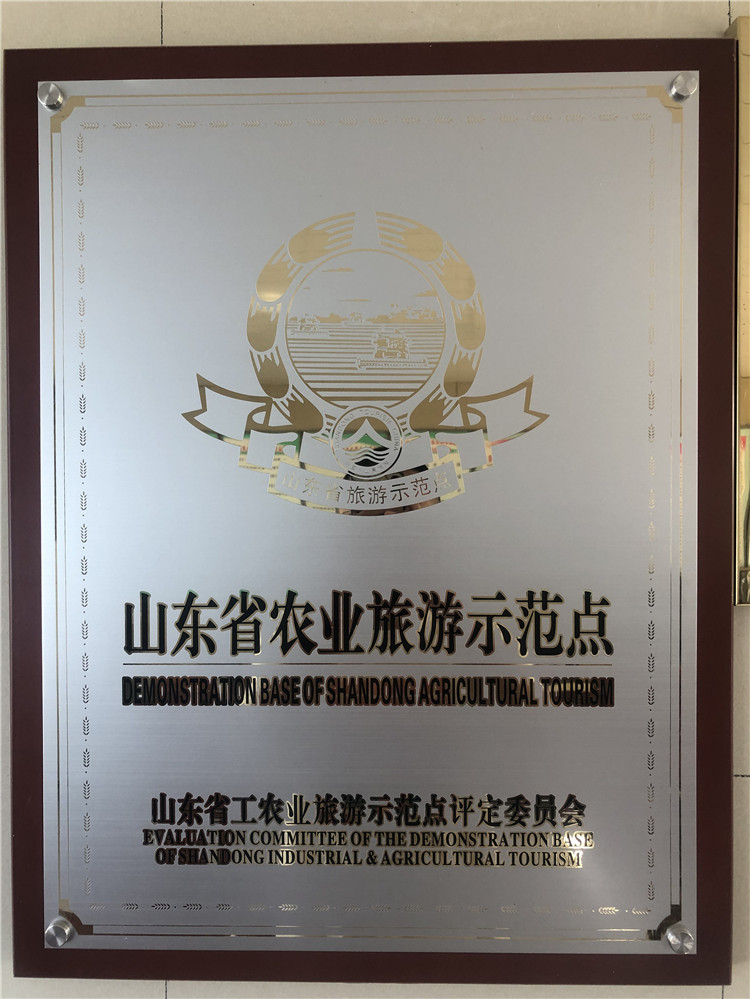 山东省旅游示范点
山东省农业旅游示范点
DEMONSTRATION BASE OF SHANDONG AGRICULTURAL TOURISM
山东省工农业旅游示范点评定委员会
EVALUATION COMMITTEE OF THE DEMONSTRATION BASE
OF SHANDONG INDUSTRIAL & AGRICULTURAL TOURISM